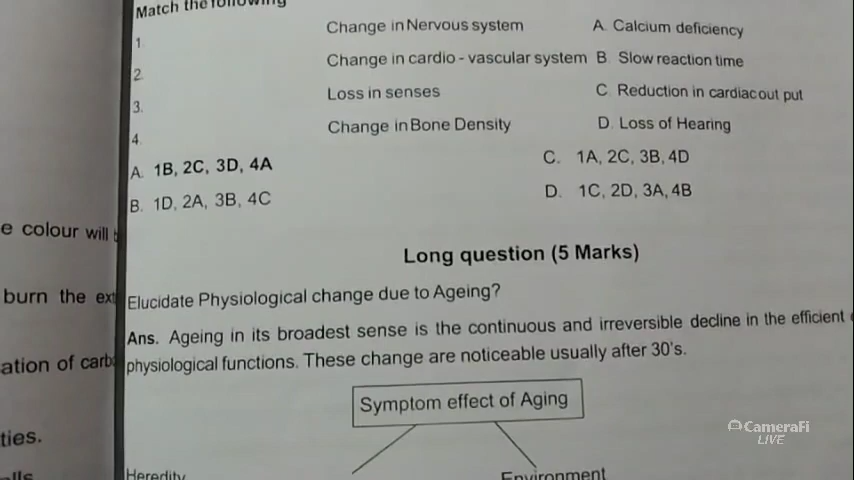 Match the following
1. Change in Nervous system A. Calcium deficiency
2. Change in cardio - vascular system B. Slow reaction time
3. Loss in senses C. Reduction in cardiac out put
4. Change in Bone Density D. Loss of Hearing
A. 1B, 2C, 3D, 4A C. 1A, 2C, 3B, 4D
B. 1D, 2A, 3B, 4C D. 1C, 2D, 3A, 4B
e colour will
burn the
ation of
ties.
Long question (5 Marks)
Elucidate Physiological change due to Ageing?
Ans. Ageing in its broadest sense is the continuous and irreversible decline in the efficient
physiological functions. These change are noticeable usually after 30's.
Symptom effect of Aging
Heredity Environment
CameraFi
LIVE